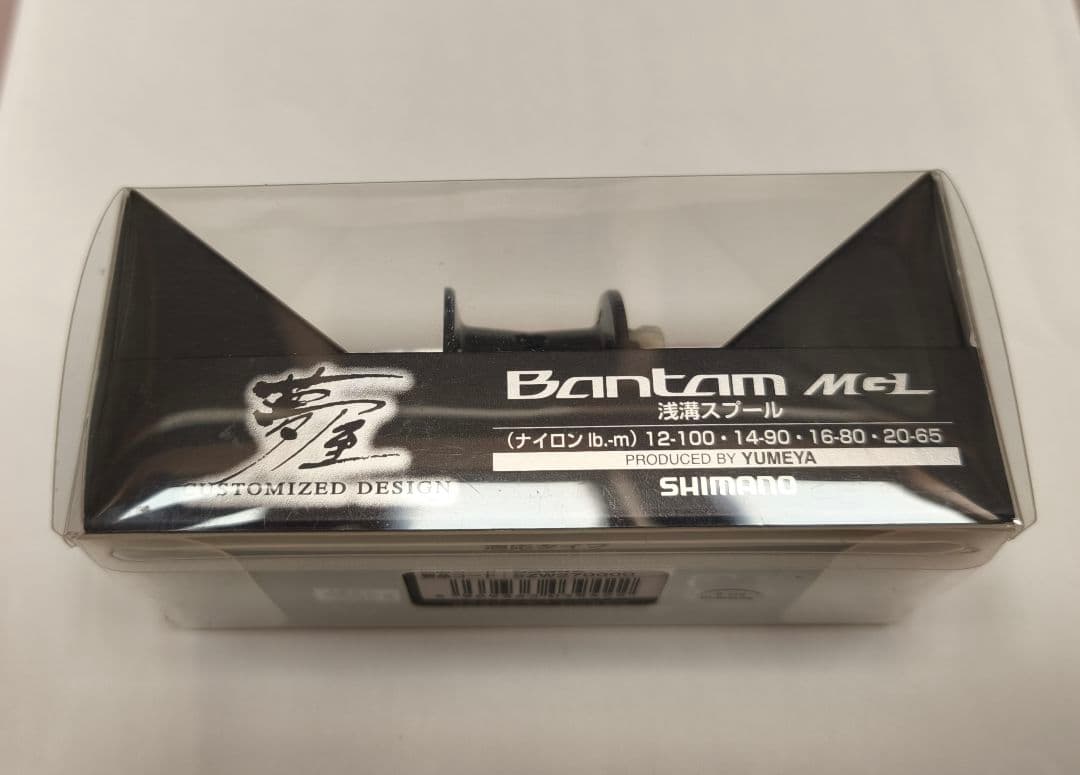 夢屋
CUSTOMIZED DESIGN
Bantam MGL
浅溝スプール
(ナイロン lb.-m) 12-100・14-90・16-80・20-65
PRODUCED BY YUMEYA
SHIMANO